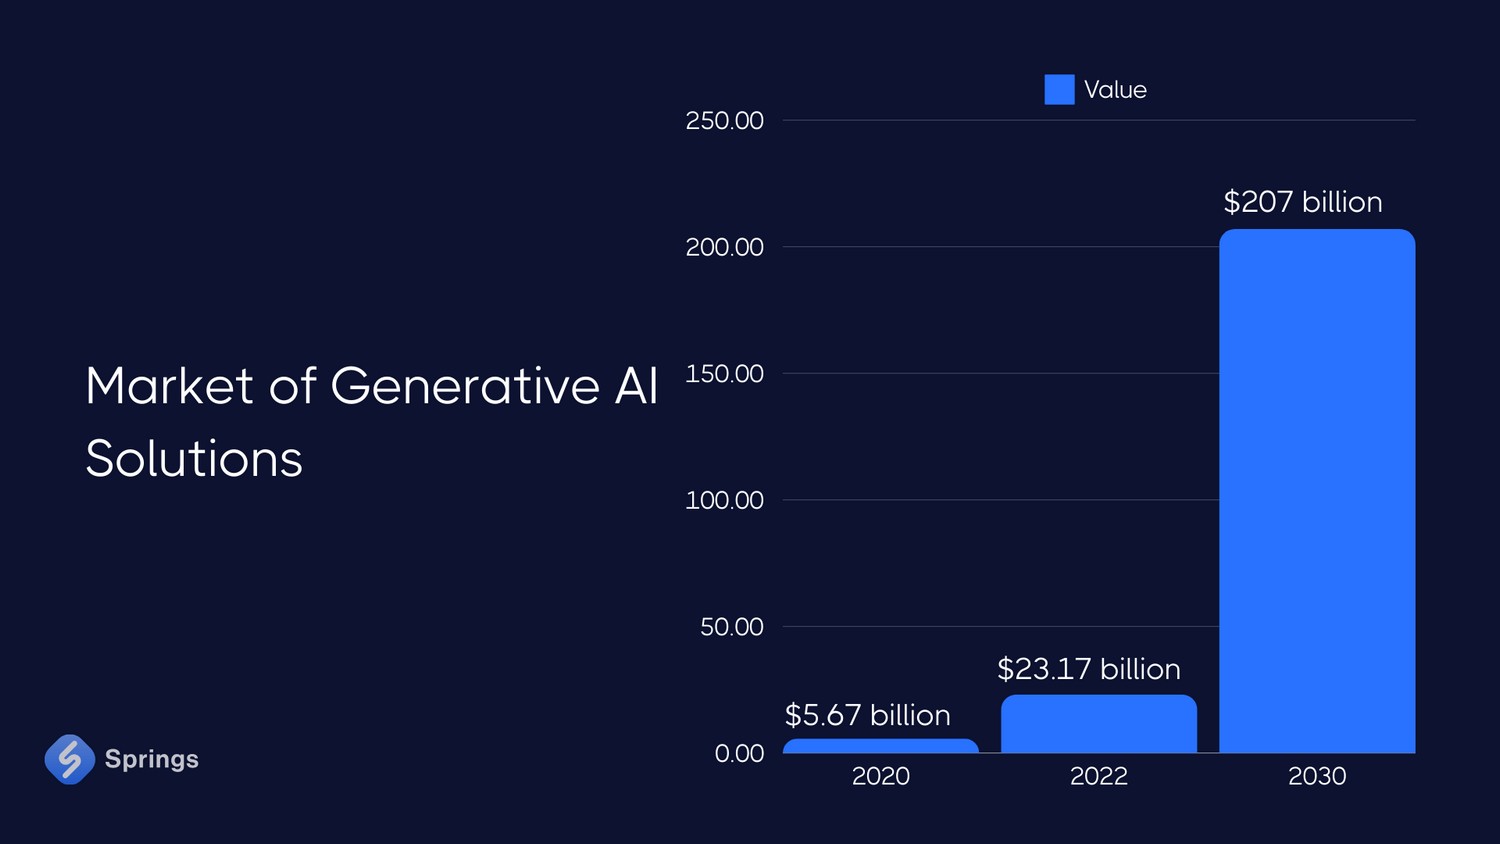 Market of Generative AI
Solutions
Springs
Value
250.00
200.00
150.00
100.00
50.00
0.00
$5.67 billion
$23.17 billion
$207 billion
2020
2022
2030